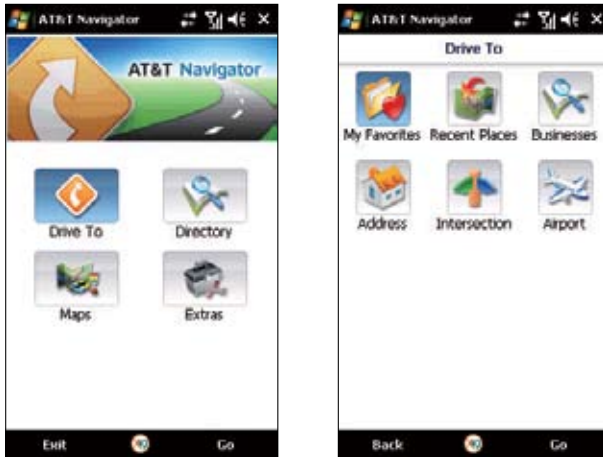 AT&T Navigator
AT&T Navigator
Drive To
Directory
Maps
Extras
Exit
Go
AT&T Navigator
Drive To
My Favorites
Recent Places
Businesses
Address
Intersection
Airport
Back
Go